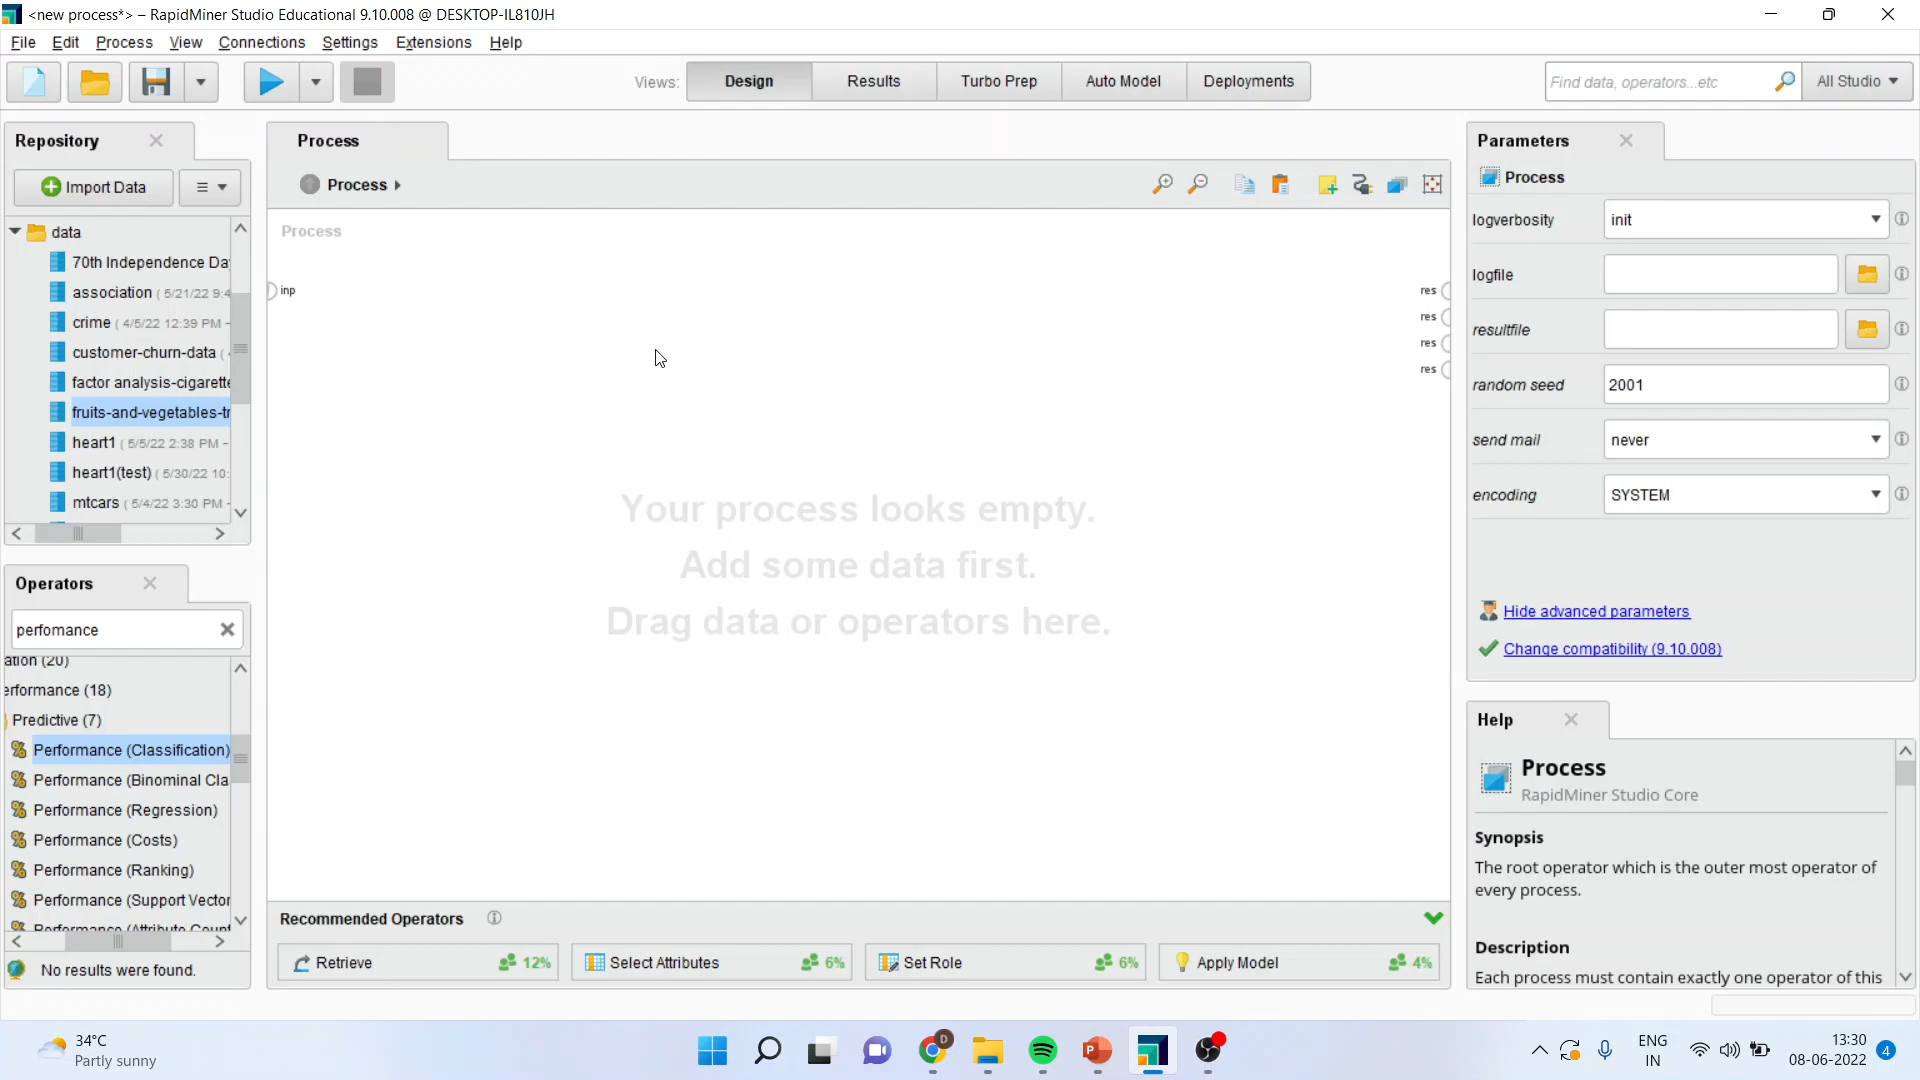 <new process*> – RapidMiner Studio Educational 9.10.008 @ DESKTOP-IL810JH
File Edit Process View Connections Settings Extensions Help
Views: Design Results Turbo Prep Auto Model Deployments
Find data, operators...etc
All Studio
Repository
Import Data
data
70th Independence Da
association ( 5/21/22 9:4
crime ( 4/5/22 12:39 PM -
customer-churn-data (
factor analysis-cigarette
fruits-and-vegetables-tr
heart1 ( 5/5/22 2:38 PM -
heart1(test) ( 5/30/22 10:
mtcars ( 5/4/22 3:30 PM -
Operators
perfomance
ation (20)
erformance (18)
Predictive (7)
Performance (Classification)
Performance (Binominal Cla
Performance (Regression)
Performance (Costs)
Performance (Ranking)
Performance (Support Vector
Performance (Attribute Count
No results were found.
Process
Process
Process
inp
res
res
res
res
Your process looks empty.
Add some data first.
Drag data or operators here.
Recommended Operators
Retrieve 12%
Select Attributes 6%
Set Role 6%
Apply Model 4%
Parameters
Process
logverbosity init
logfile
resultfile
random seed 2001
send mail never
encoding SYSTEM
Hide advanced parameters
Change compatibility (9.10.008)
Help
Process
RapidMiner Studio Core
Synopsis
The root operator which is the outer most operator of
every process.
Description
Each process must contain exactly one operator of this
34°C
Partly sunny
D
ENG
IN
13:30
08-06-2022
4